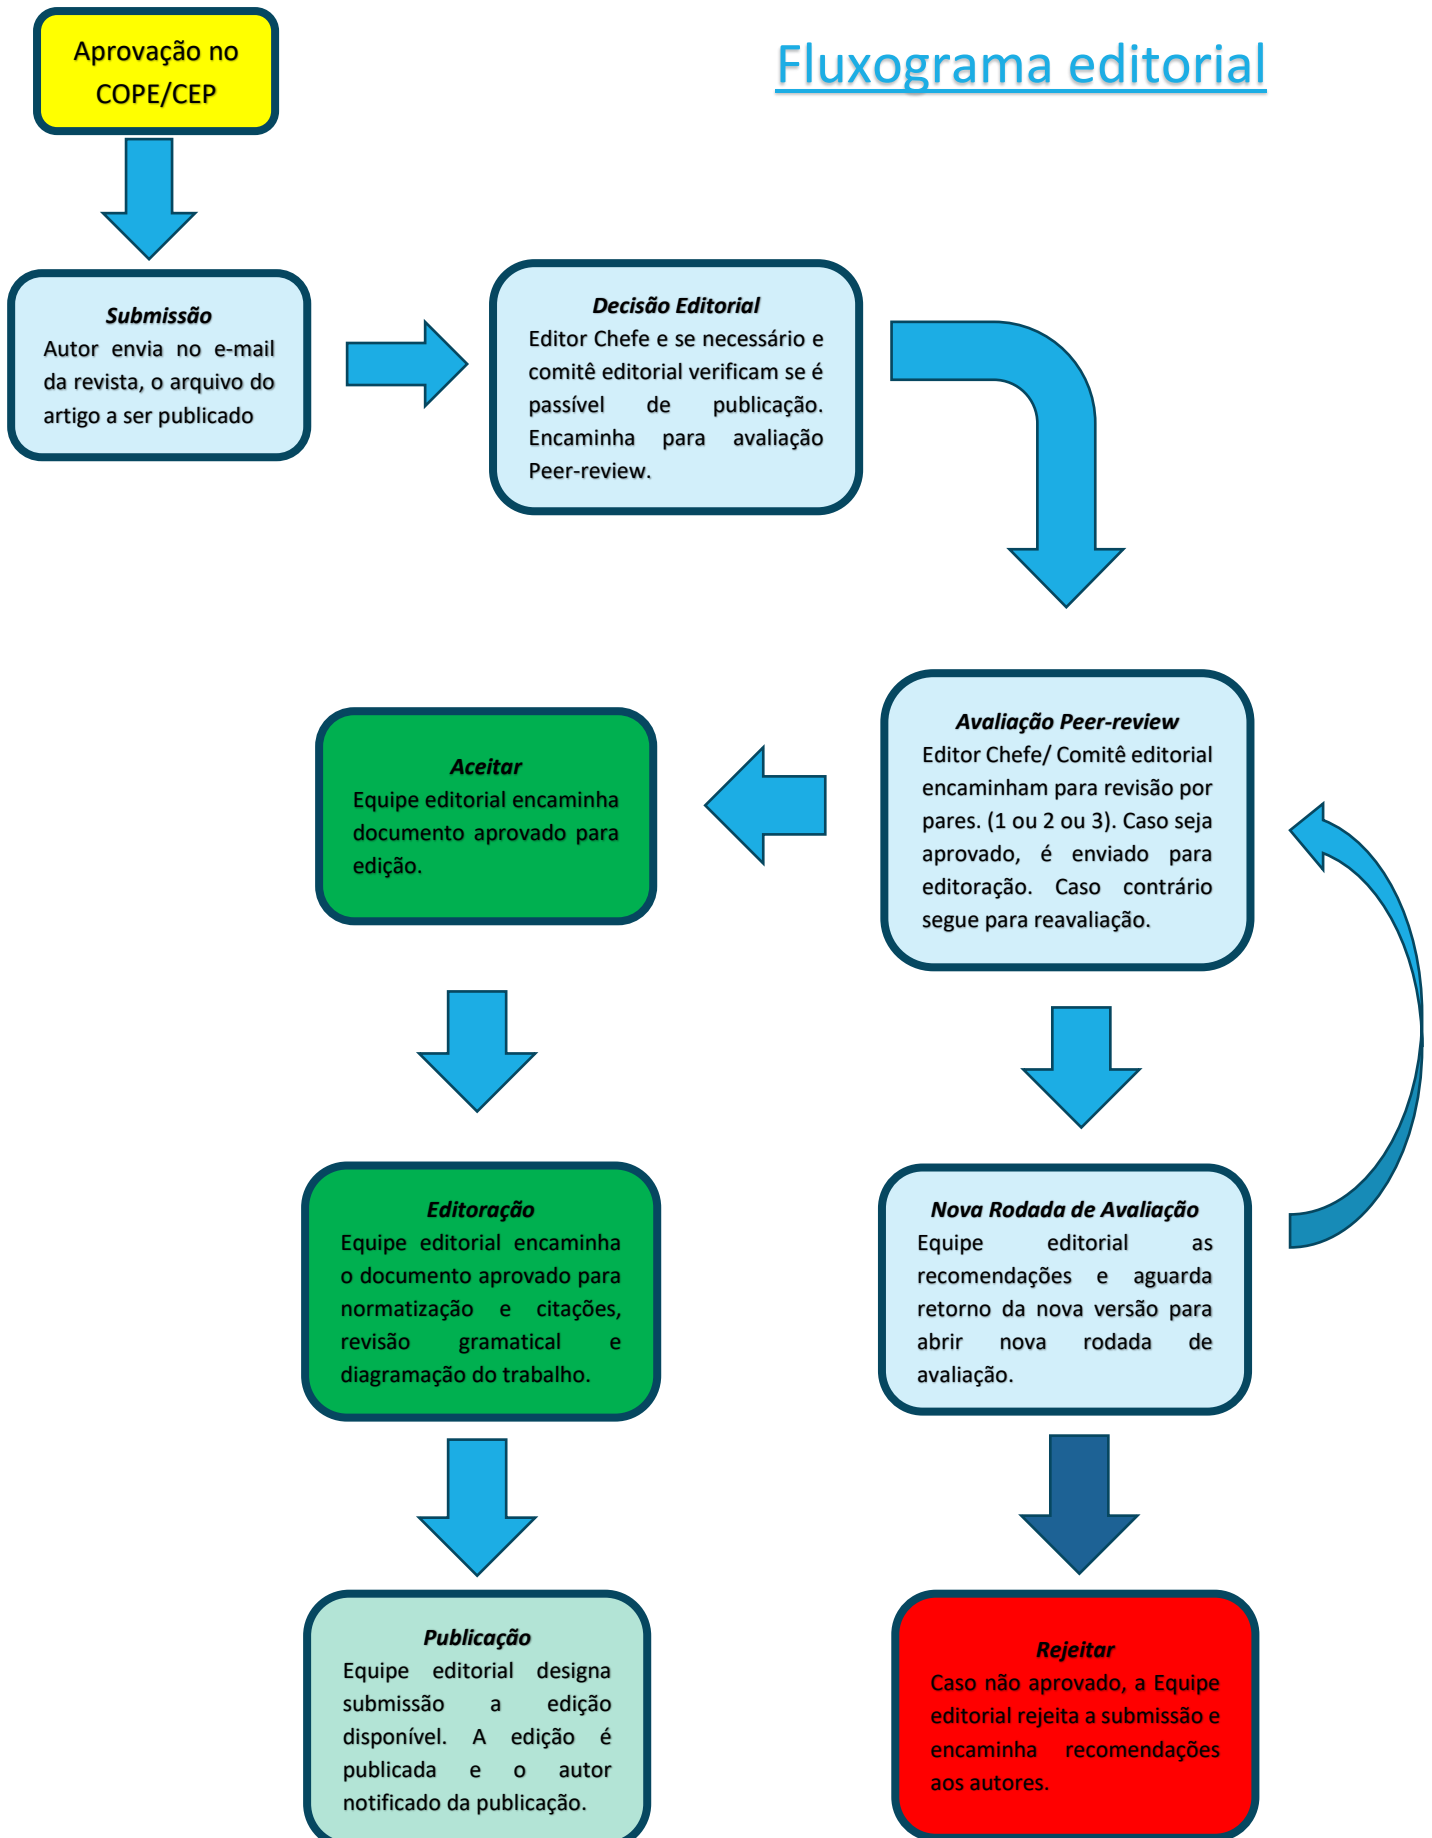 Fluxograma editorial
Aprovação no
COPE/CEP
Submissão
Autor envia no e-mail
da revista, o arquivo do
artigo a ser publicado
Decisão Editorial
Editor Chefe e se necessário e
comitê editorial verificam se é
passível de publicação.
Encaminha para avaliação
Peer-review.
Avaliação Peer-review
Editor Chefe/ Comitê editorial
encaminham para revisão por
pares. (1 ou 2 ou 3). Caso seja
aprovado, é enviado para
editoração. Caso contrário
segue para reavaliação.
Aceitar
Equipe editorial encaminha
documento aprovado para
edição.
Editoração
Equipe editorial encaminha
o documento aprovado para
normatização e citações,
revisão gramatical e
diagramação do trabalho.
Nova Rodada de Avaliação
Equipe editorial as
recomendações e aguarda
retorno da nova versão para
abrir nova rodada de
avaliação.
Publicação
Equipe editorial designa
submissão a edição
disponível. A edição é
publicada e o autor
notificado da publicação.
Rejeitar
Caso não aprovado, a Equipe
editorial rejeita a submissão e
encaminha recomendações
aos autores.